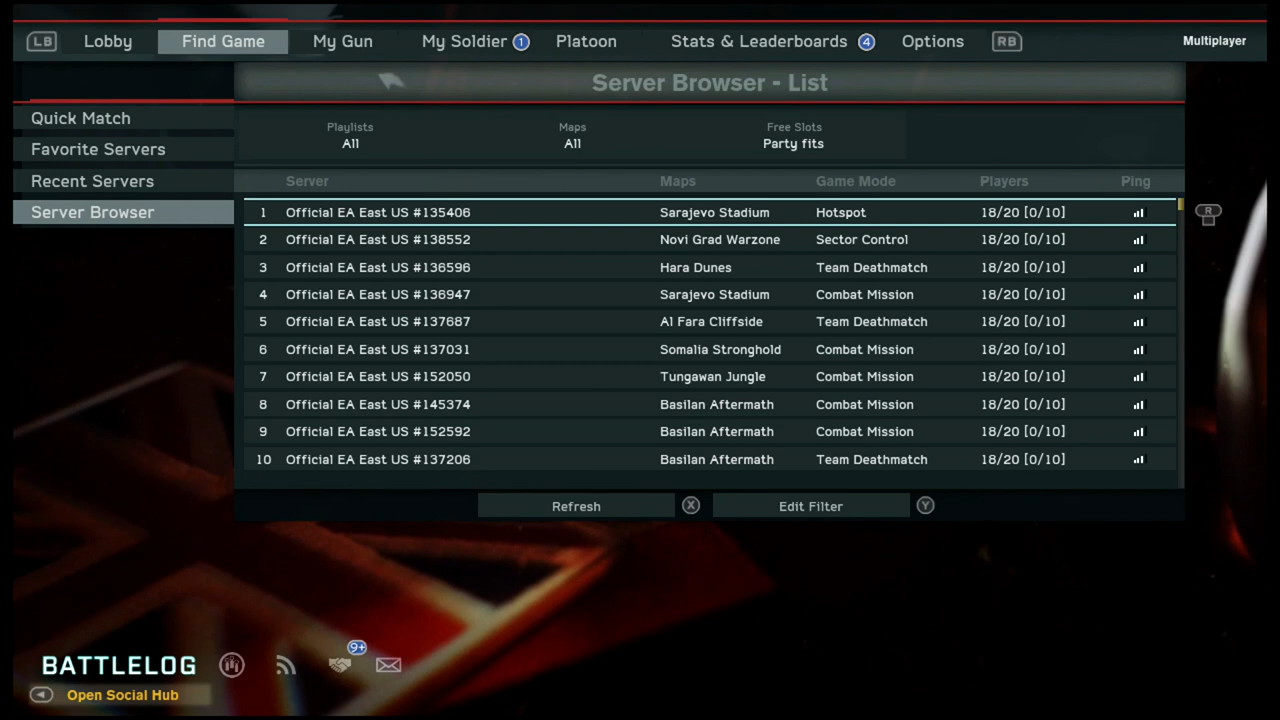 LB Lobby Find Game My Gun My Soldier 1 Platoon Stats & Leaderboards 4 Options RB Multiplayer
Server Browser - List
Quick Match
Favorite Servers
Recent Servers
Server Browser
Playlists Maps Free Slots
All All Party fits
Server Maps Game Mode Players Ping
1 Official EA East US #135406 Sarajevo Stadium Hotspot 18/20 [0/10]
R
2 Official EA East US #138552 Novi Grad Warzone Sector Control 18/20 [0/10]
3 Official EA East US #136596 Hara Dunes Team Deathmatch 18/20 [0/10]
4 Official EA East US #136947 Sarajevo Stadium Combat Mission 18/20 [0/10]
5 Official EA East US #137687 Al Fara Cliffside Team Deathmatch 18/20 [0/10]
6 Official EA East US #137031 Somalia Stronghold Combat Mission 18/20 [0/10]
7 Official EA East US #152050 Tungawan Jungle Combat Mission 18/20 [0/10]
8 Official EA East US #145374 Basilan Aftermath Combat Mission 18/20 [0/10]
9 Official EA East US #152592 Basilan Aftermath Combat Mission 18/20 [0/10]
10 Official EA East US #137206 Basilan Aftermath Team Deathmatch 18/20 [0/10]
Refresh X Edit Filter Y
9+
BATTLELOG
Open Social Hub